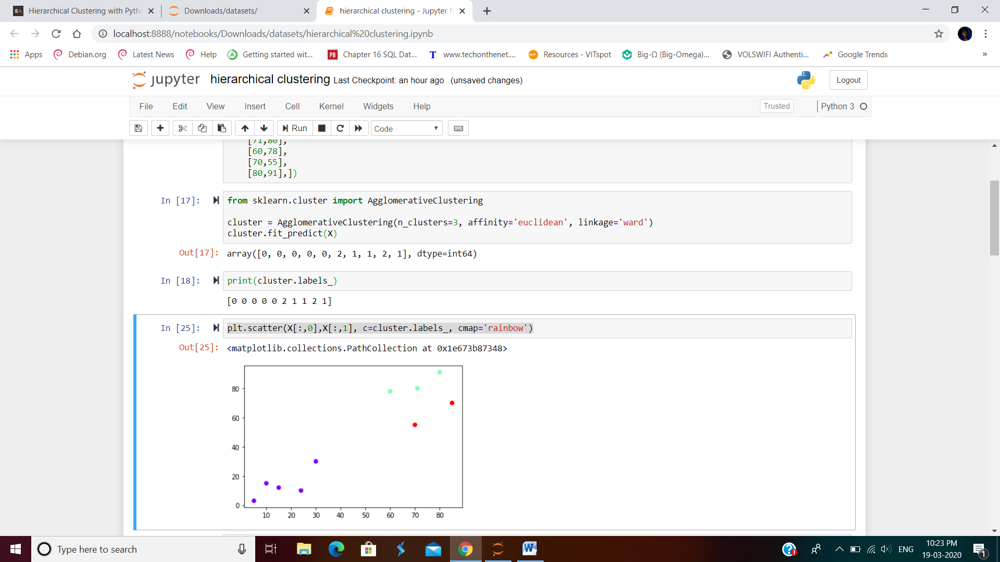 SA Hierarchical Clustering with Pytho
Downloads/datasets/
hierarchical clustering - Jupyter N
localhost:8888/notebooks/Downloads/datasets/hierarchical%20clustering.ipynb
Apps Debian.org Latest News Help Getting started wit... PB Chapter 16 SQL Dat... T www.techonthenet.... spot Resources - VITspot Big-Ω (Big-Omega)... VOLSWIFI Authenti... Google Trends »
jupyter hierarchical clustering Last Checkpoint: an hour ago (unsaved changes) Logout
File Edit View Insert Cell Kernel Widgets Help Trusted Python 3
Run Code
[71,80],
[60,78],
[70,55],
[80,91],])
In [17]: from sklearn.cluster import AgglomerativeClustering
cluster = AgglomerativeClustering(n_clusters=3, affinity='euclidean', linkage='ward')
cluster.fit_predict(X)
Out[17]: array([0, 0, 0, 0, 0, 2, 1, 1, 2, 1], dtype=int64)
In [18]: print(cluster.labels_)
[0 0 0 0 0 2 1 1 2 1]
In [25]: plt.scatter(X[:,0],X[:,1], c=cluster.labels_, cmap='rainbow')
Out[25]: <matplotlib.collections.PathCollection at 0x1e673b87348>
80
60
40
20
0
10 20 30 40 50 60 70 80
Type here to search
ENG
10:23 PM
19-03-2020
1